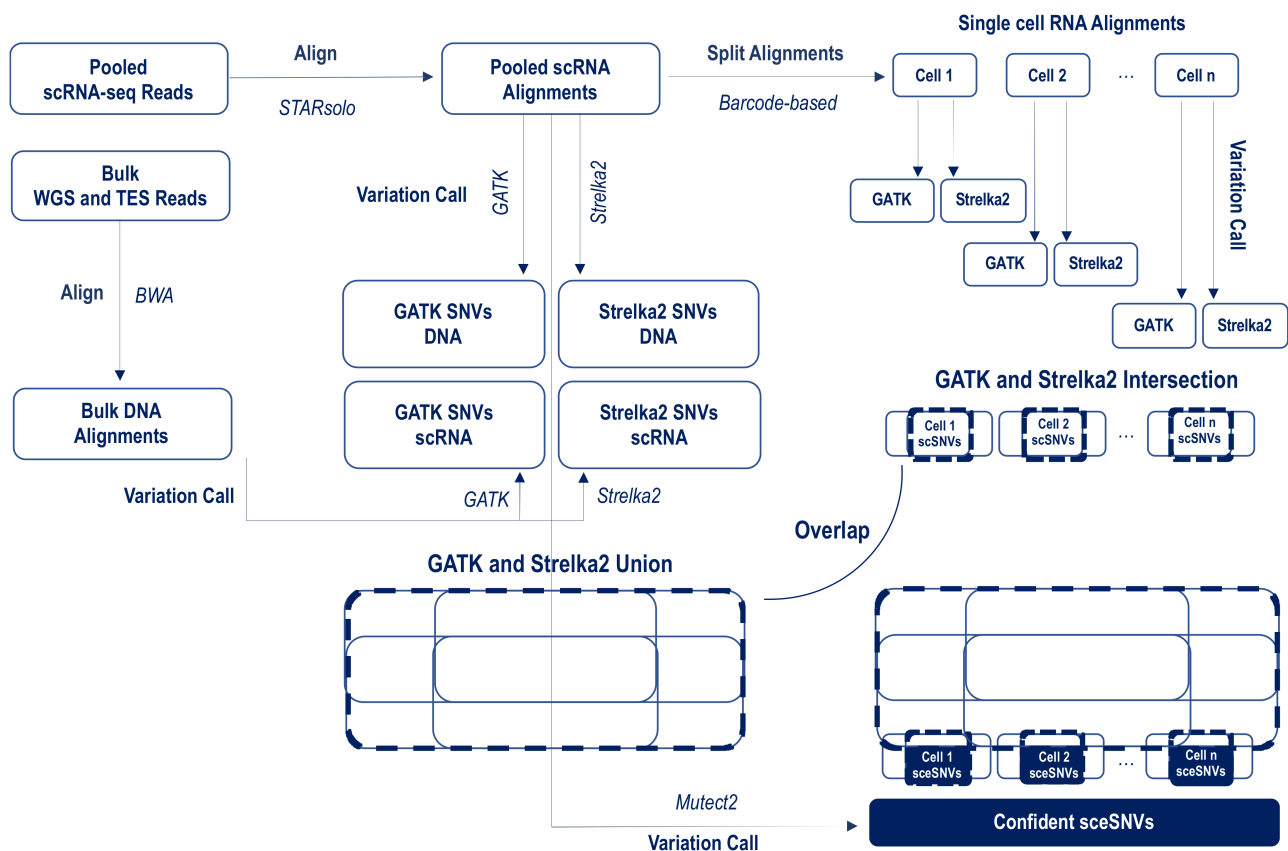 Single cell RNA Alignments
Pooled
scRNA-seq Reads
Align
STARsolo
Pooled scRNA
Alignments
Split Alignments
Barcode-based
Cell 1
Cell 2
...
Cell n
Bulk
WGS and TES Reads
Variation Call
GATK
Strelka2
GATK
Strelka2
GATK
Strelka2
GATK
Strelka2
Variation Call
Align
BWA
GATK SNVs
DNA
Strelka2 SNVs
DNA
GATK SNVs
scRNA
Strelka2 SNVs
scRNA
Bulk DNA
Alignments
Variation Call
GATK
Strelka2
GATK and Strelka2 Intersection
Cell 1
scSNVs
Cell 2
scSNVs
...
Cell n
scSNVs
Overlap
GATK and Strelka2 Union
Cell 1
sceSNVs
Cell 2
sceSNVs
...
Cell n
sceSNVs
Mutect2
Variation Call
Confident sceSNVs